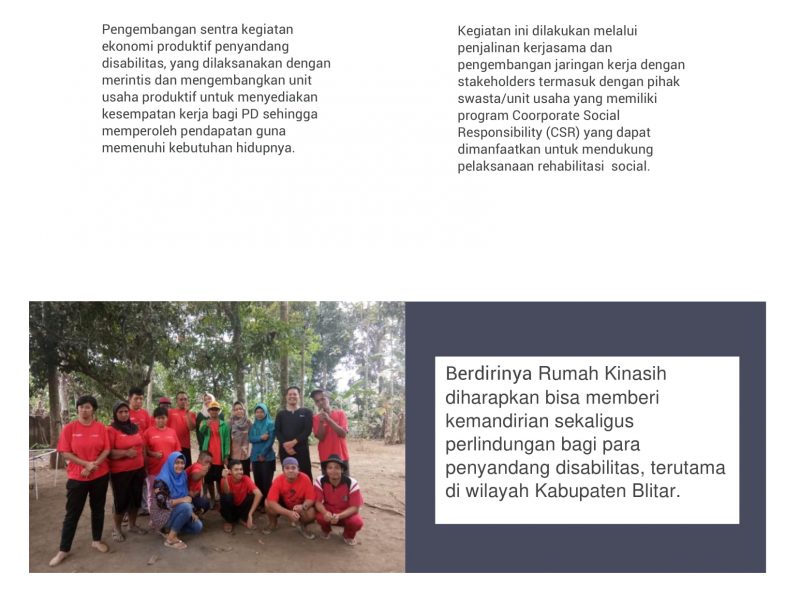 Pengembangan sentra kegiatan
ekonomi produktif penyandang
disabilitas, yang dilaksanakan dengan
merintis dan mengembangkan unit
usaha produktif untuk menyediakan
kesempatan kerja bagi PD sehingga
memperoleh pendapatan guna
memenuhi kebutuhan hidupnya.
Kegiatan ini dilakukan melalui
penjalinan kerjasama dan
pengembangan jaringan kerja dengan
stakeholders termasuk dengan pihak
swasta/unit usaha yang memiliki
program Coorporate Social
Responsibility (CSR) yang dapat
dimanfaatkan untuk mendukung
pelaksanaan rehabilitasi  social.
Berdirinya Rumah Kinasih
diharapkan bisa memberi
kemandirian sekaligus
perlindungan bagi para
penyandang disabilitas, terutama
di wilayah Kabupaten Blitar.